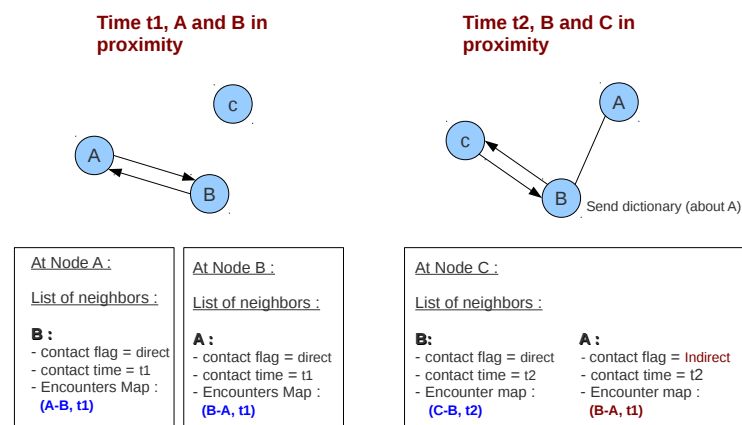 Time t1, A and B in
proximity
c
A
B
At Node A :
List of neighbors :
B :
- contact flag = direct
- contact time = t1
- Encounters Map :
(A-B, t1)
At Node B :
List of neighbors :
A :
- contact flag = direct
- contact time = t1
- Encounters Map :
(B-A, t1)
Time t2, B and C in
proximity
A
c
B
Send dictionary (about A)
At Node C :
List of neighbors :
B:
- contact flag = direct
- contact time = t2
- Encounter map :
(C-B, t2)
A :
- contact flag = Indirect
- contact time = t2
- Encounter map :
(B-A, t1)